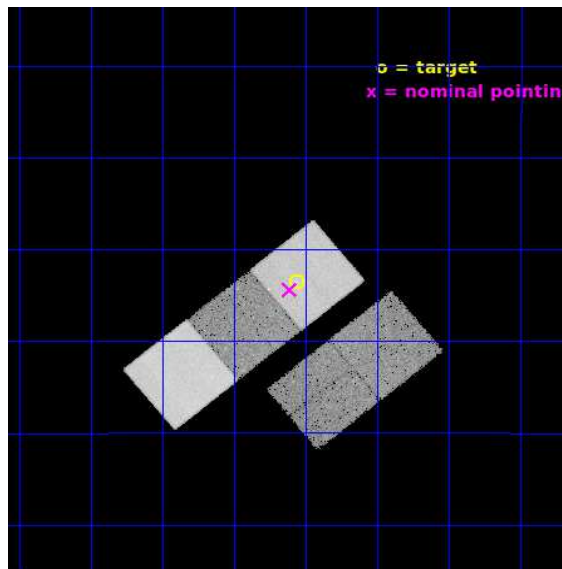 o = target
x = nominal pointin